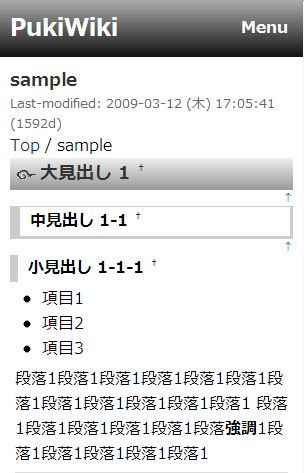 PukiWiki Menu
sample
Last-modified: 2009-03-12 (木) 17:05:41
(1592d)
Top / sample
大見出し 1 †
↑
中見出し 1-1 †
↑
小見出し 1-1-1 †
• 項目1
• 項目2
• 項目3
段落1段落1段落1段落1段落1段落1段
落1段落1段落1段落1段落1段落1 段落
1段落1段落1段落1段落1段落強調1段
落1段落1段落1段落1段落1